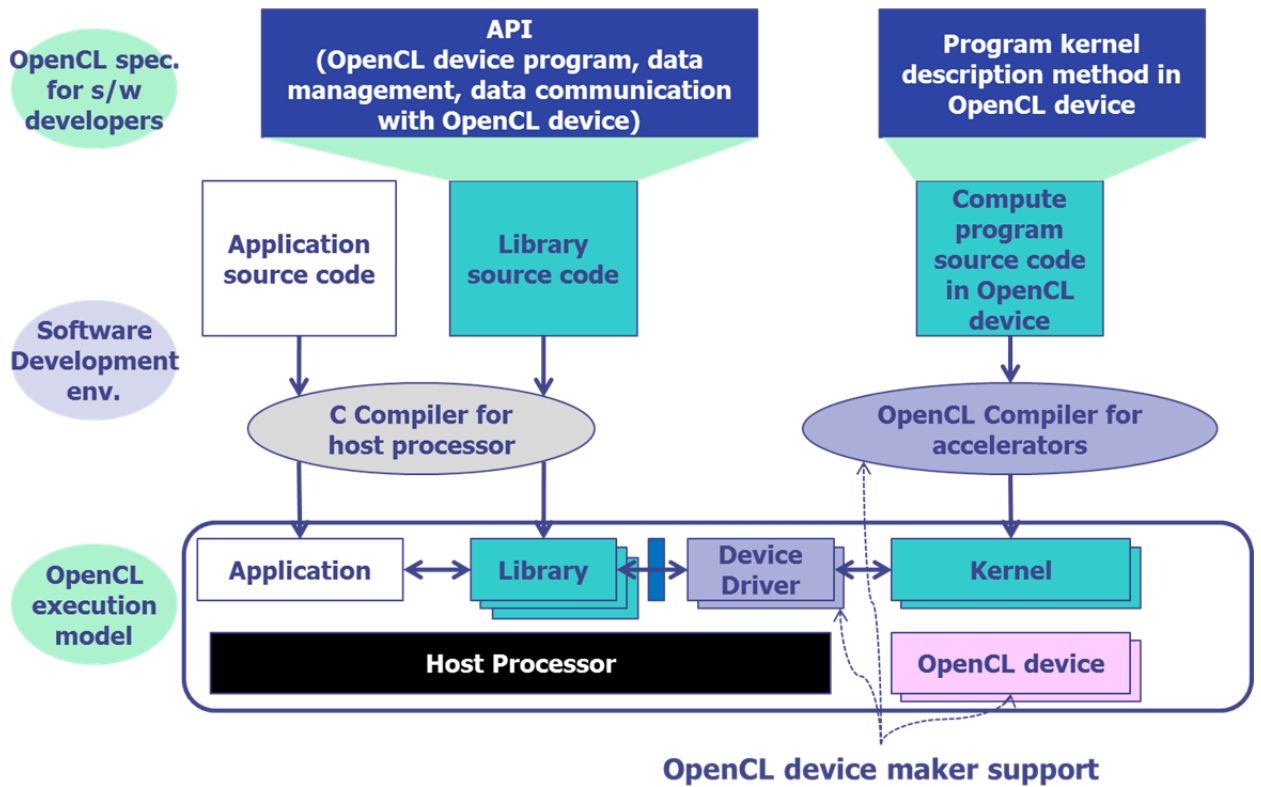 OpenCL spec.
for s/w
developers
API
(OpenCL device program, data
management, data communication
with OpenCL device)
Program kernel
description method in
OpenCL device
Application
source code
Library
source code
Compute
program
source code
in OpenCL
device
Software
Development
env.
C Compiler for
host processor
OpenCL Compiler for
accelerators
OpenCL
execution
model
Application
Library
Device
Driver
Kernel
Host Processor
OpenCL device
OpenCL device maker support